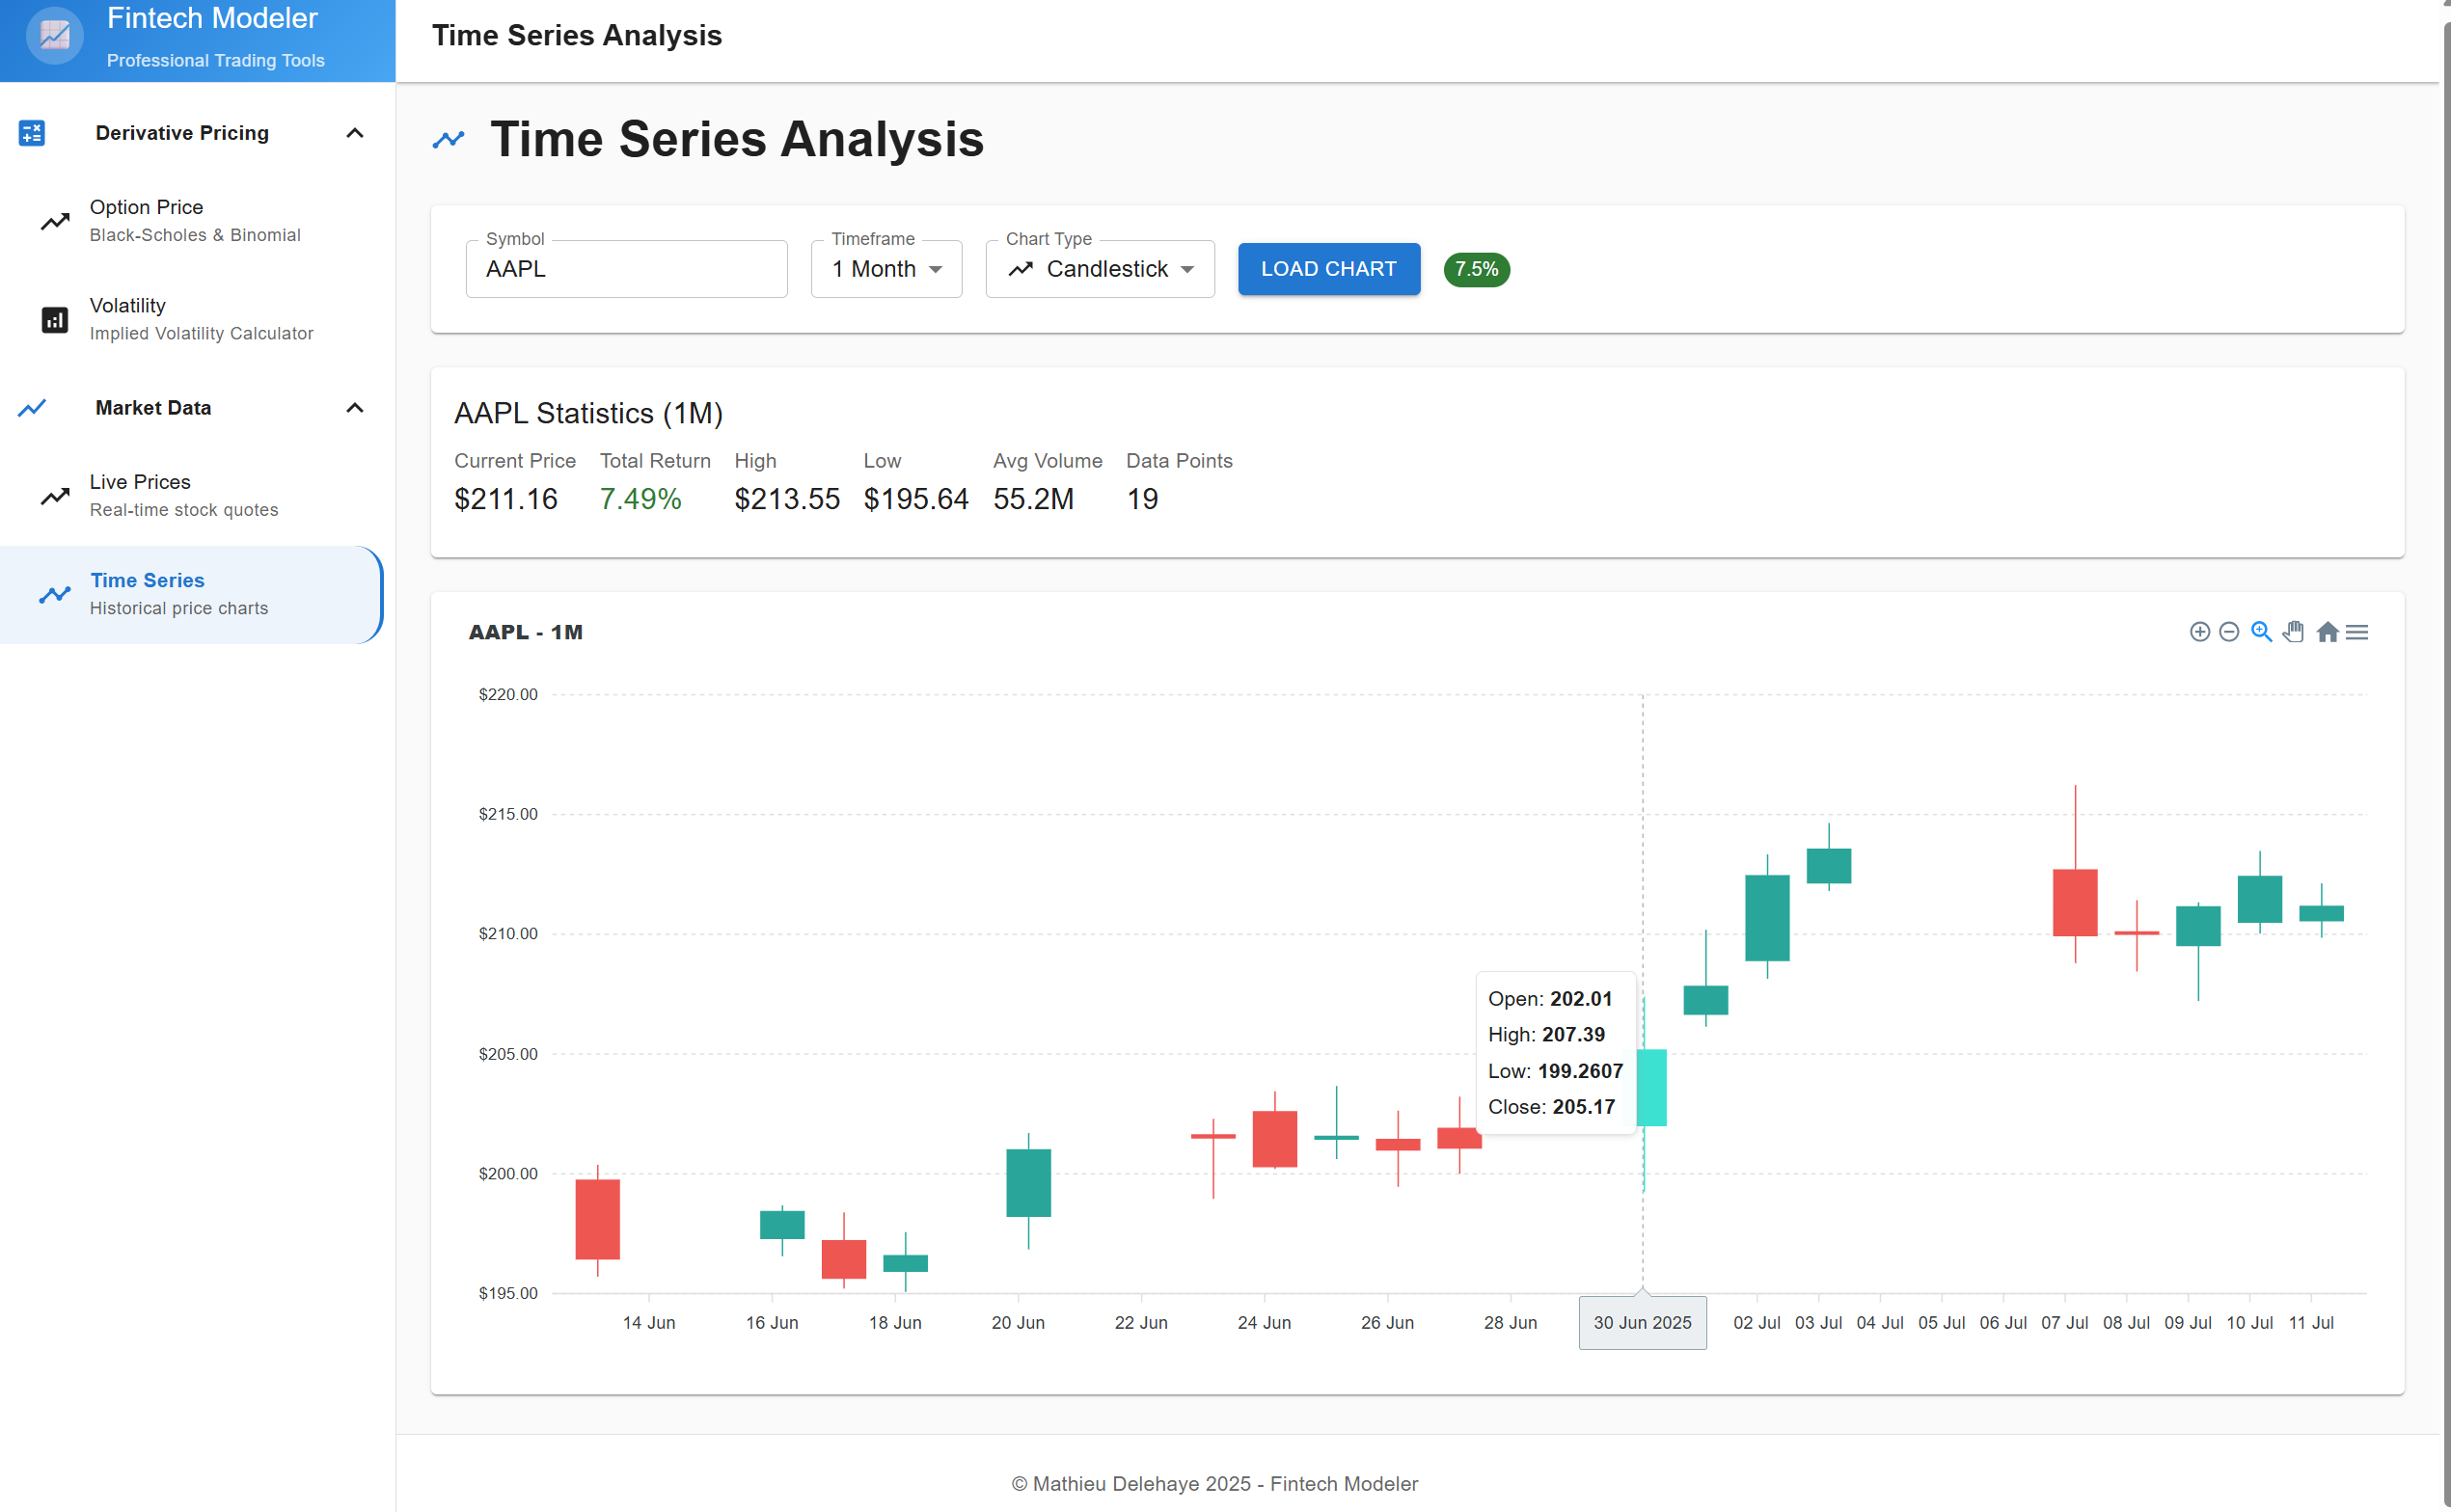 Fintech Modeler
Professional Trading Tools
Derivative Pricing
Option Price
Black-Scholes & Binomial
Volatility
Implied Volatility Calculator
Market Data
Live Prices
Real-time stock quotes
Time Series
Historical price charts
Time Series Analysis
Time Series Analysis
Symbol
AAPL
Timeframe
1 Month
Chart Type
Candlestick
LOAD CHART
7.5%
AAPL Statistics (1M)
Current Price
$211.16
Total Return
7.49%
High
$213.55
Low
$195.64
Avg Volume
55.2M
Data Points
19
AAPL - 1M
$220.00
$215.00
$210.00
$205.00
$200.00
$195.00
Open: 202.01
High: 207.39
Low: 199.2607
Close: 205.17
14 Jun
16 Jun
18 Jun
20 Jun
22 Jun
24 Jun
26 Jun
28 Jun
30 Jun 2025
02 Jul
03 Jul
04 Jul
05 Jul
06 Jul
07 Jul
08 Jul
09 Jul
10 Jul
11 Jul
© Mathieu Delehaye 2025 - Fintech Modeler